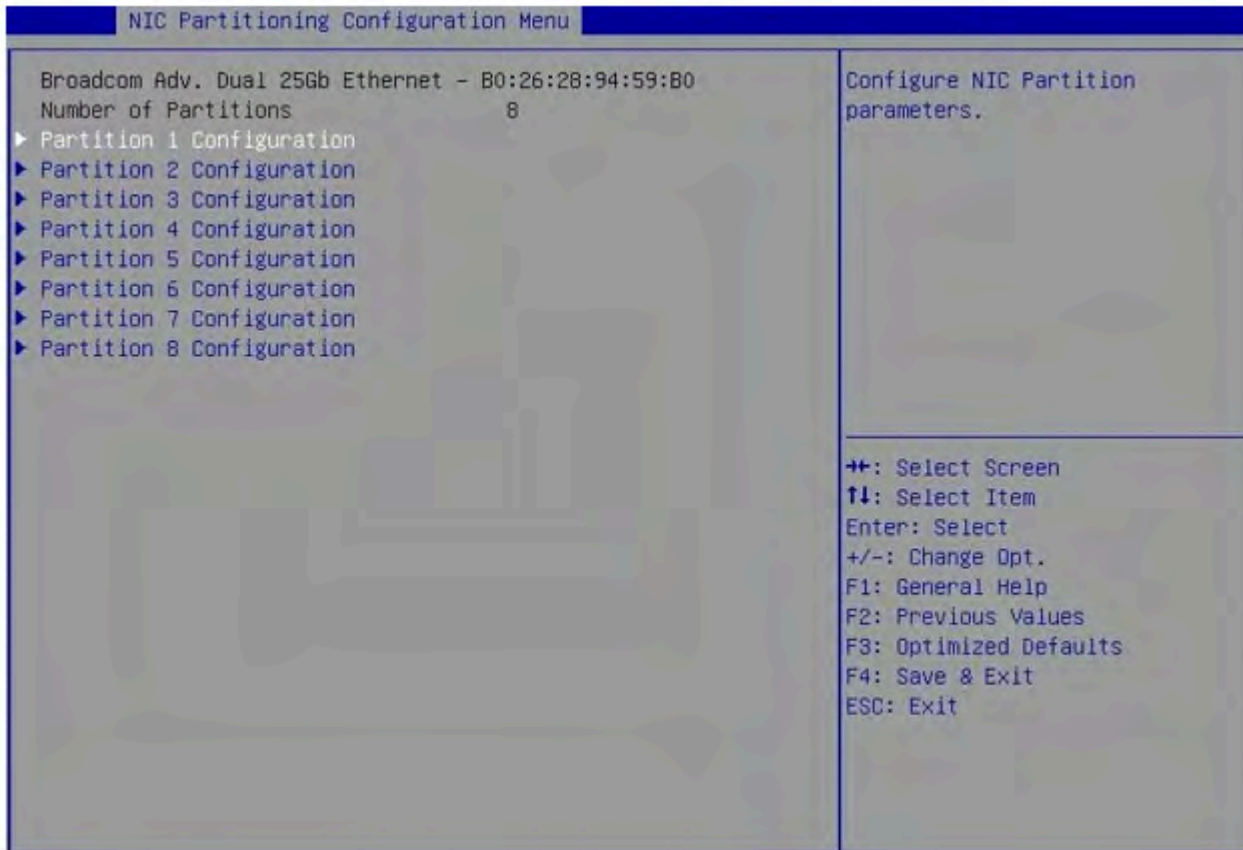 NIC Partitioning Configuration Menu
Broadcom Adv. Dual 25Gb Ethernet - B0:26:28:94:59:B0
Number of Partitions 8
Partition 1 Configuration
Partition 2 Configuration
Partition 3 Configuration
Partition 4 Configuration
Partition 5 Configuration
Partition 6 Configuration
Partition 7 Configuration
Partition 8 Configuration
Configure NIC Partition
parameters.
→←: Select Screen
↑↓: Select Item
Enter: Select
+/-: Change Opt.
F1: General Help
F2: Previous Values
F3: Optimized Defaults
F4: Save & Exit
ESC: Exit